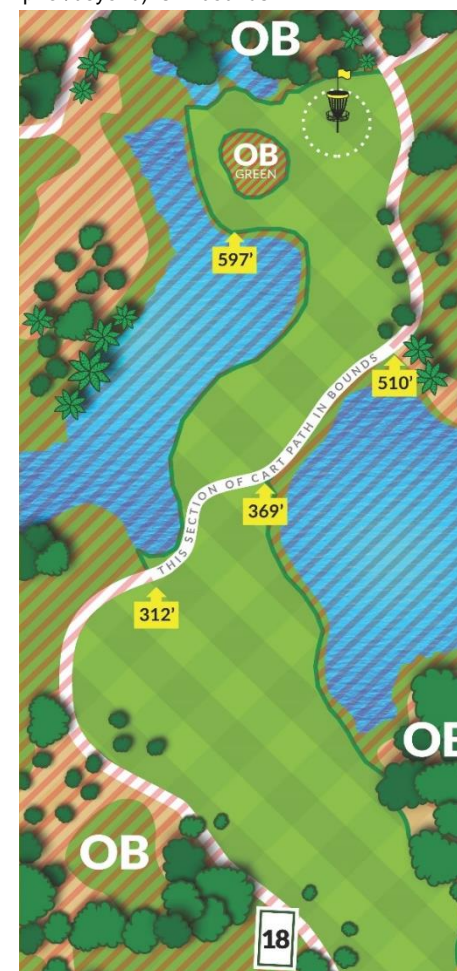 OB
OB
GREEN
597'
510'
THIS SECTION OF CART PATH IN BOUNDS
369'
312'
OB
OB
18